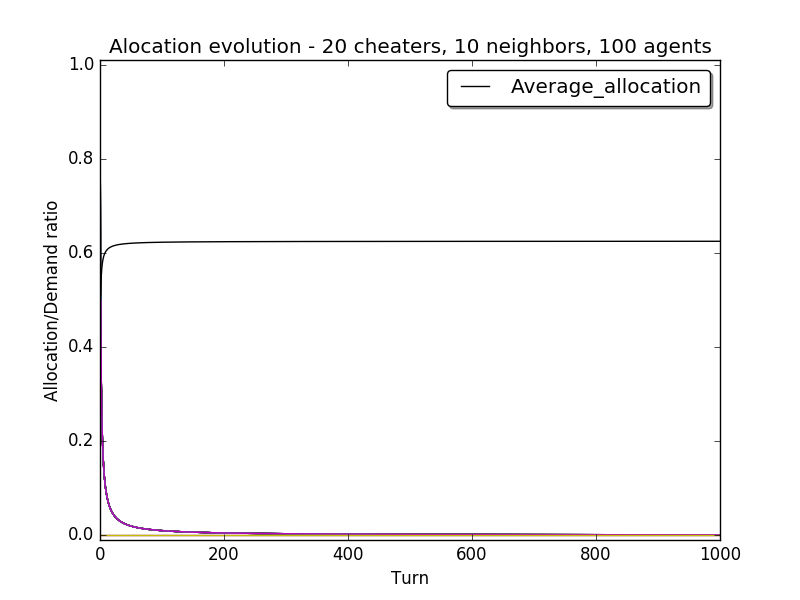 Alocation evolution - 20 cheaters, 10 neighbors, 100 agents
Average_allocation
1.0
0.8
0.6
0.4
0.2
0.0
Allocation/Demand ratio
0 200 400 600 800 1000
Turn